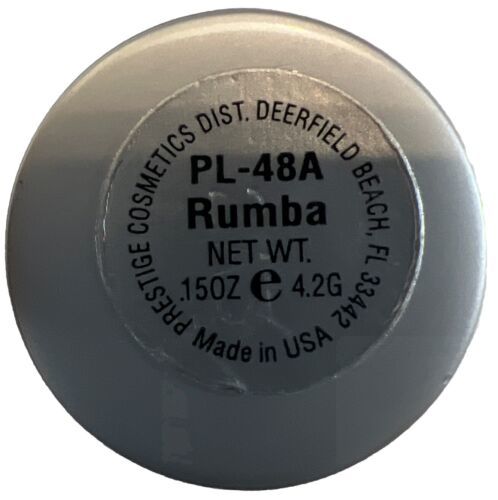 PRESTIGE COSMETICS DIST. DEERFIELD BEACH, FL 33442
PL-48A
Rumba
NET WT.
.15OZ e 4.2G
Made in USA